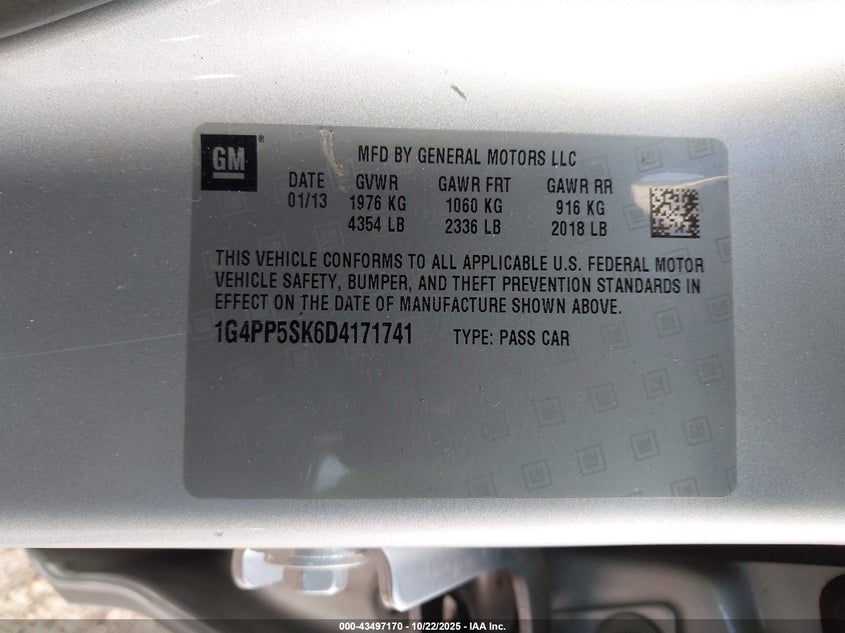 GM ® MFD BY GENERAL MOTORS LLC
DATE GVWR GAWR FRT GAWR RR
01/13 1976 KG 1060 KG 916 KG
4354 LB 2336 LB 2018 LB
THIS VEHICLE CONFORMS TO ALL APPLICABLE U.S. FEDERAL MOTOR
VEHICLE SAFETY, BUMPER, AND THEFT PREVENTION STANDARDS IN
EFFECT ON THE DATE OF MANUFACTURE SHOWN ABOVE.
1G4PP5SK6D4171741 TYPE: PASS CAR
000-43497170 | 10/22/2025 | IAA Inc.